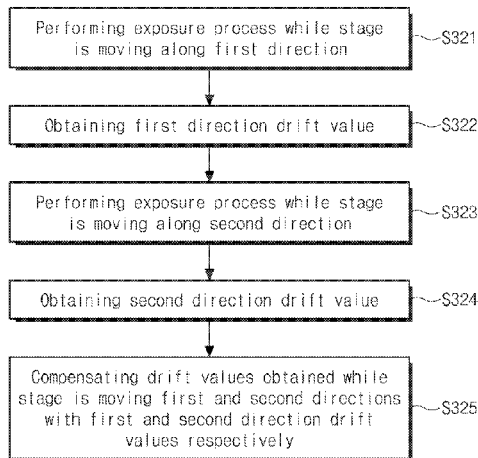 Performing exposure process while stage
is moving along first direction
S321
Obtaining first direction drift value
S322
Performing exposure process while stage
is moving along second direction
S323
Obtaining second direction drift value
S324
Compensating drift values obtained while
stage is moving first and second directions
with first and second direction drift
values respectively
S325